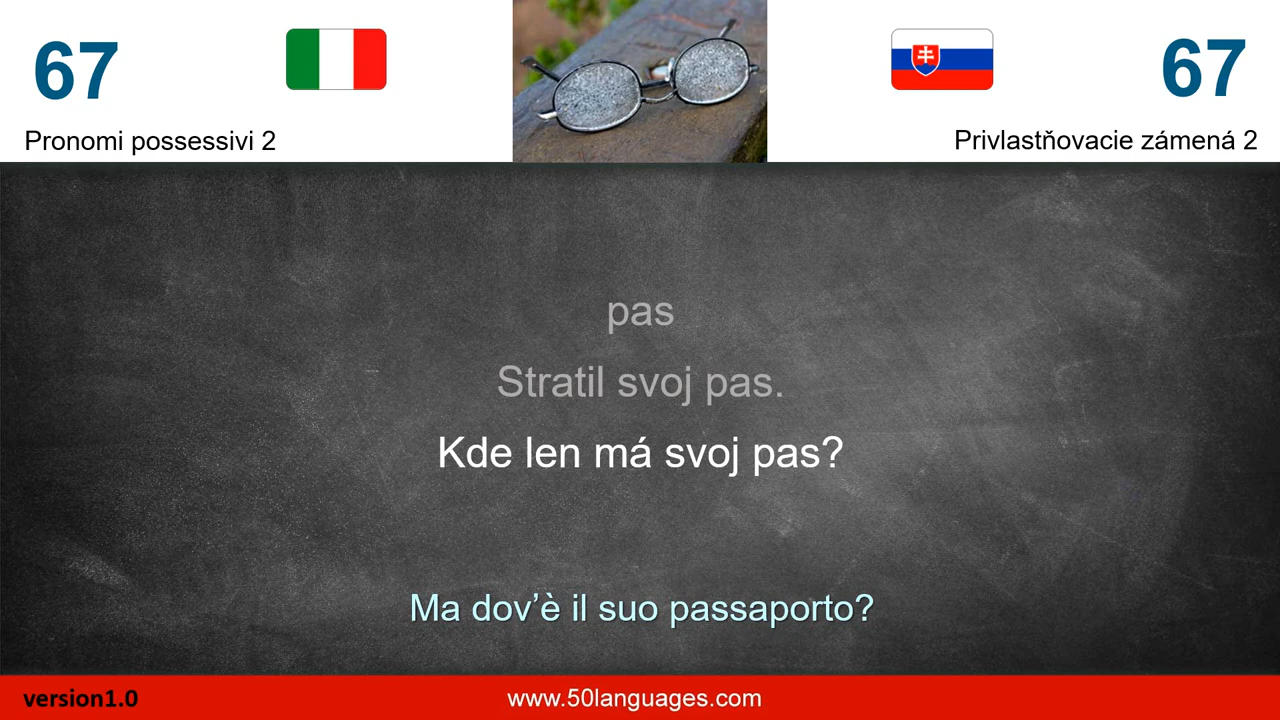 67
67
Pronomi possessivi 2
Privlastňovacie zámená 2
pas
Stratil svoj pas.
Kde len má svoj pas?
Ma dov’è il suo passaporto?
version1.0
www.50languages.com